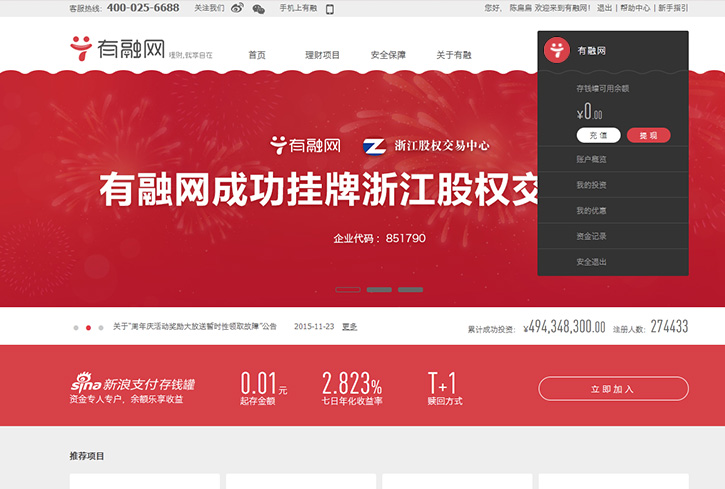 客服热线：400-025-6688 关注我们 手机上有融 您好， 陈扁扁 欢迎来到有融网！ 退出 | 帮助中心 | 新手指引
有融网 理财,我享自在 首页 理财项目 安全保障 关于有融
有融网
存钱罐可用余额
¥0.00
充值 提现
账户概览
我的投资
我的优惠
资金记录
安全退出
有融网 浙江股权交易中心
有融网成功挂牌浙江股权交
企业代码：851790
关于“周年庆活动奖励大放送暂时性领取故障”公告 2015-11-23 更多 累计成功投资：¥494,348,300.00 注册人数：274433
sina 新浪支付存钱罐
资金专人专户，余额乐享收益
0.01元
起存金额
2.823%
七日年化收益率
T+1
赎回方式
立即加入
推荐项目